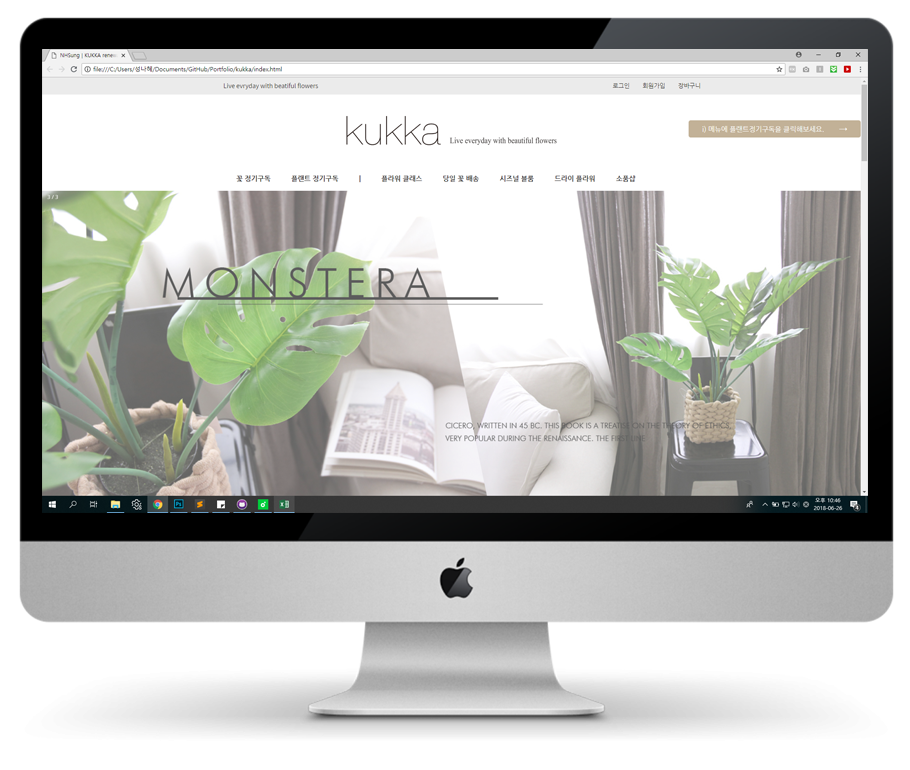 NHSung | KUKKA renew
file:///C:/Users/성나혜/Documents/GitHub/Portfolio/kukka/index.html
Live evryday with beatiful flowers
로그인 회원가입 장바구니
kukka Live everyday with beautiful flowers
i) 메뉴에 플랜트정기구독을 클릭해보세요. →
꽃 정기구독 플랜트 정기구독 | 플라워 클래스 당일 꽃 배송 시즈널 블룸 드라이 플라워 소품샵
MONSTERA
CICERO, WRITTEN IN 45 BC. THIS BOOK IS A TREATISE ON THE THEORY OF ETHICS,
VERY POPULAR DURING THE RENAISSANCE. THE FIRST LINE
Ps
오후 10:46
2018-06-26